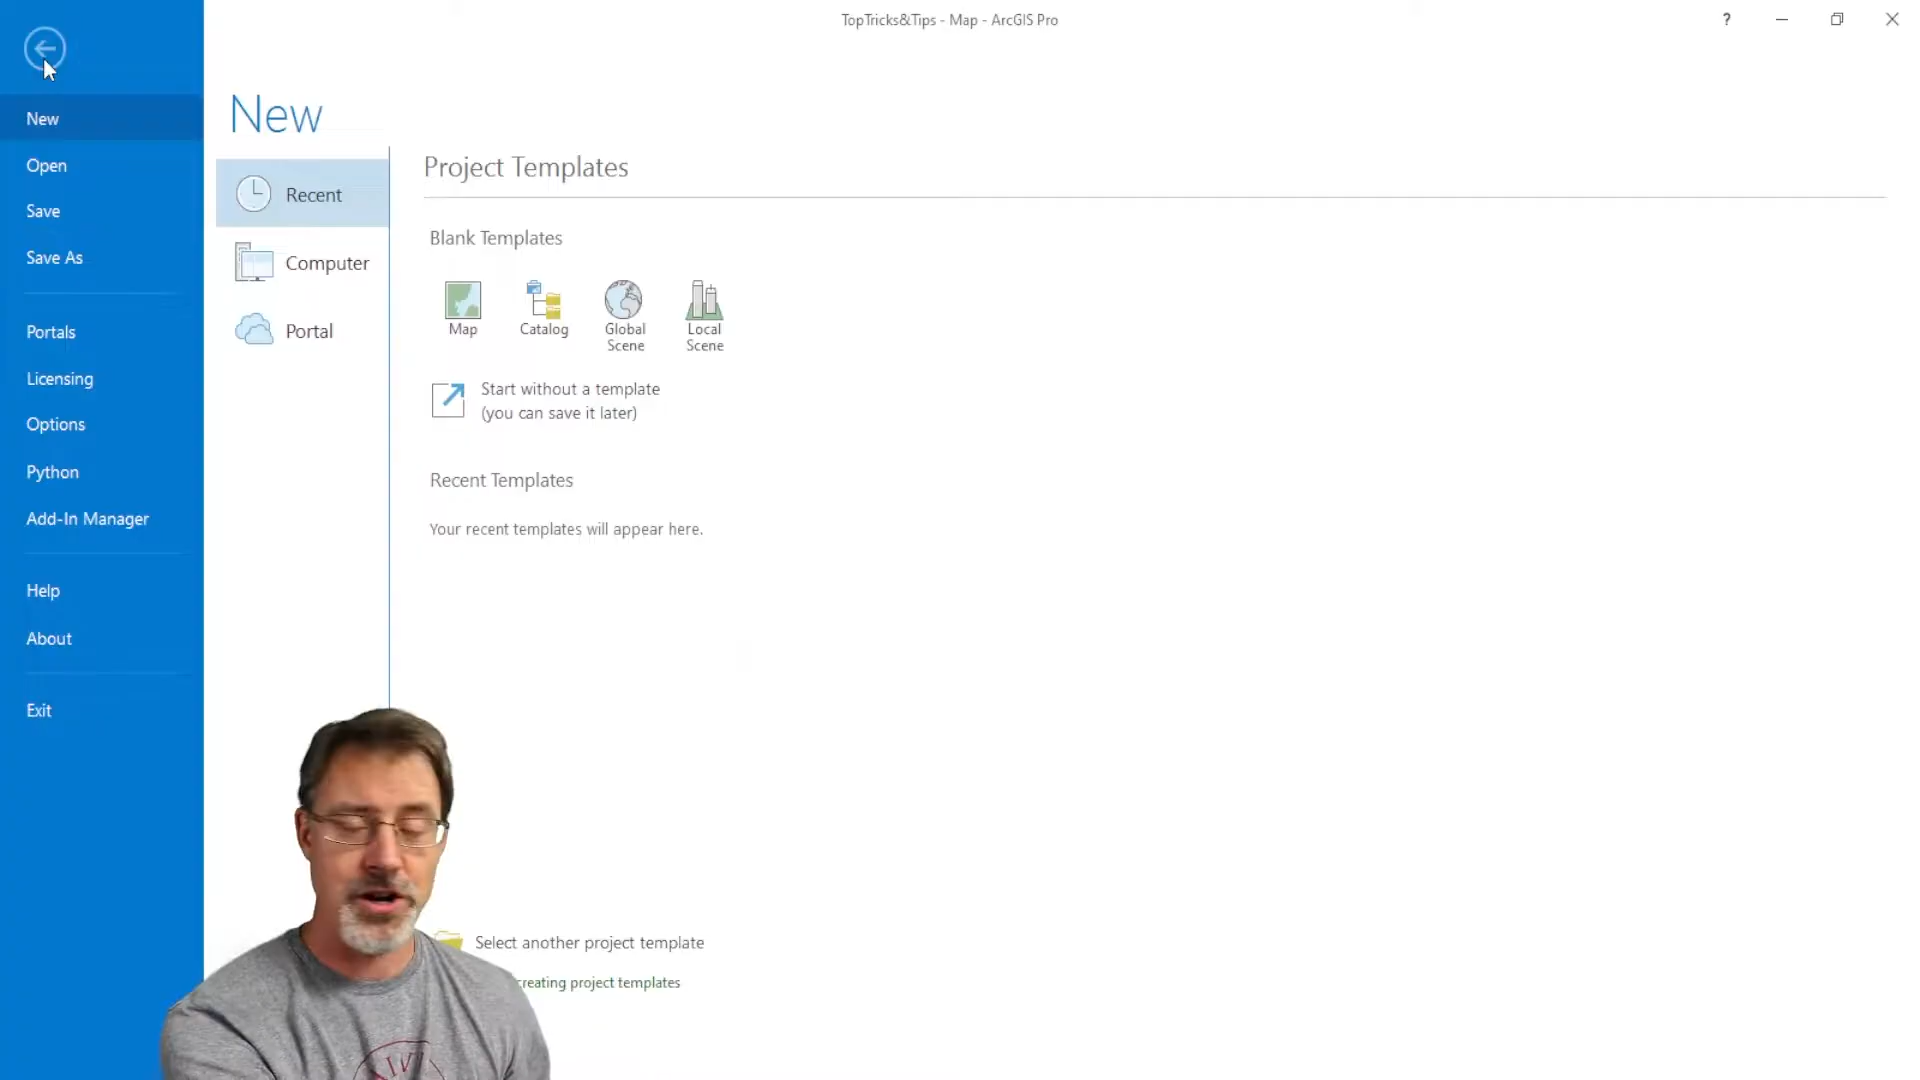 TopTricks&Tips - Map - ArcGIS Pro
?
New
Open
Save
Save As
Portals
Licensing
Options
Python
Add-In Manager
Help
About
Exit
New
Recent
Computer
Portal
Project Templates
Blank Templates
Map
Catalog
Global
Scene
Local
Scene
Start without a template
(you can save it later)
Recent Templates
Your recent templates will appear here.
Select another project template
creating project templates